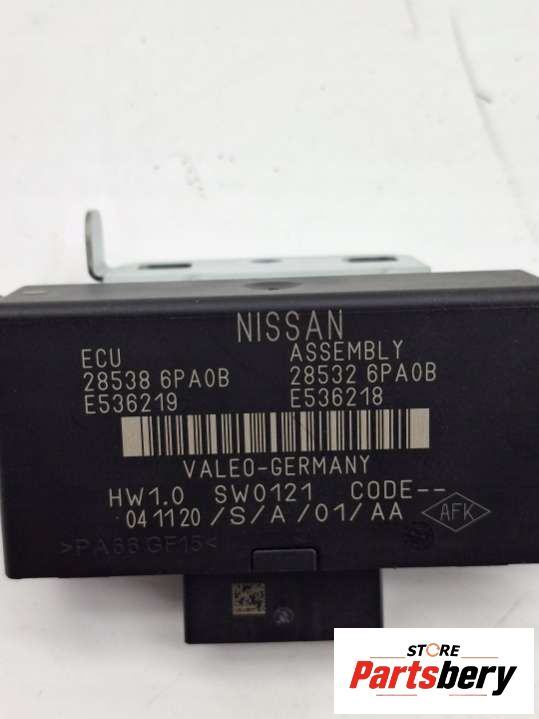 NISSAN
ECU ASSEMBLY
28538 6PA0B 28532 6PA0B
E536219 E536218
VALEO-GERMANY
HW1.0 SW0121 CODE--
041120/S/A/01/AA AFK
>PA66 GF15<
STORE
Partsbery